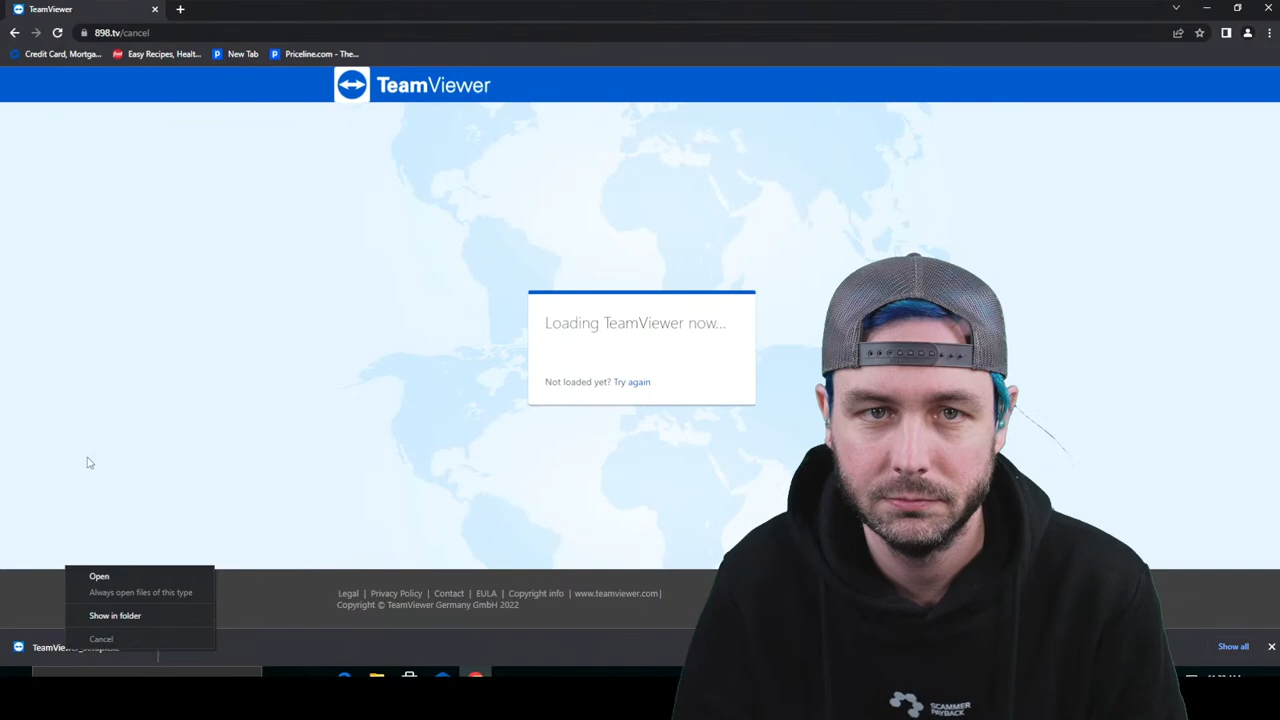 TeamViewer
898.tv/cancel
Credit Card, Mortga...
Easy Recipes, Healt...
New Tab
Priceline.com - The...
TeamViewer
Loading TeamViewer now...
Not loaded yet? Try again
Open
Always open files of this type
Show in folder
Cancel
Legal | Privacy Policy | Contact | EULA | Copyright info | www.teamviewer.com |
Copyright © TeamViewer Germany GmbH 2022
Show all
SCAMMER
PAYBACK